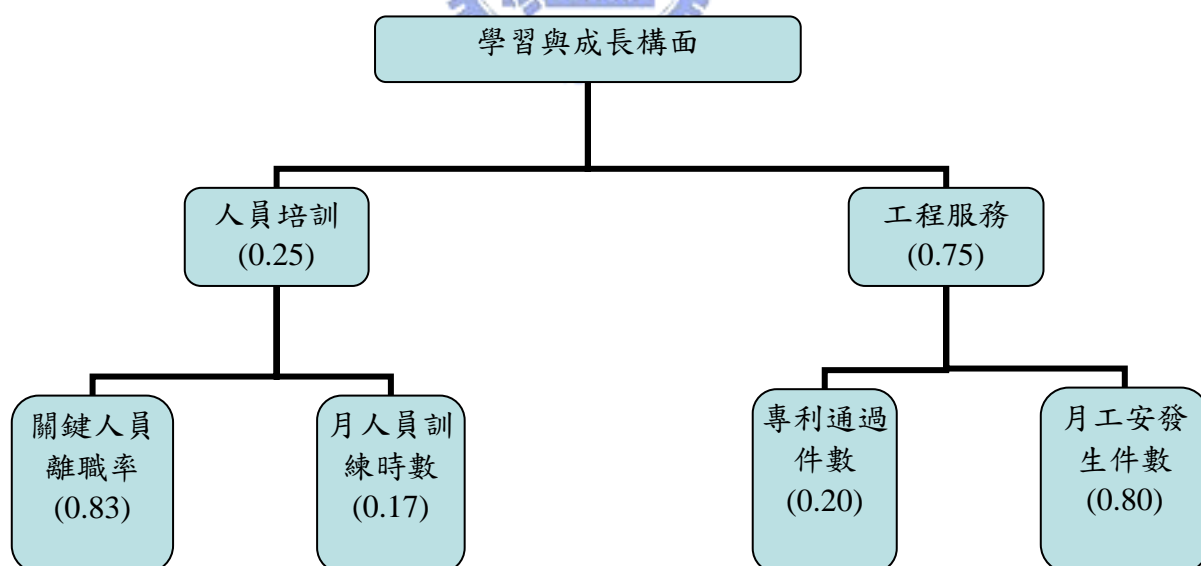 學習與成長構面
人員培訓
(0.25)
工程服務
(0.75)
關鍵人員
離職率
(0.83)
月人員訓
練時數
(0.17)
專利通過
件數
(0.20)
月工安發
生件數
(0.80)